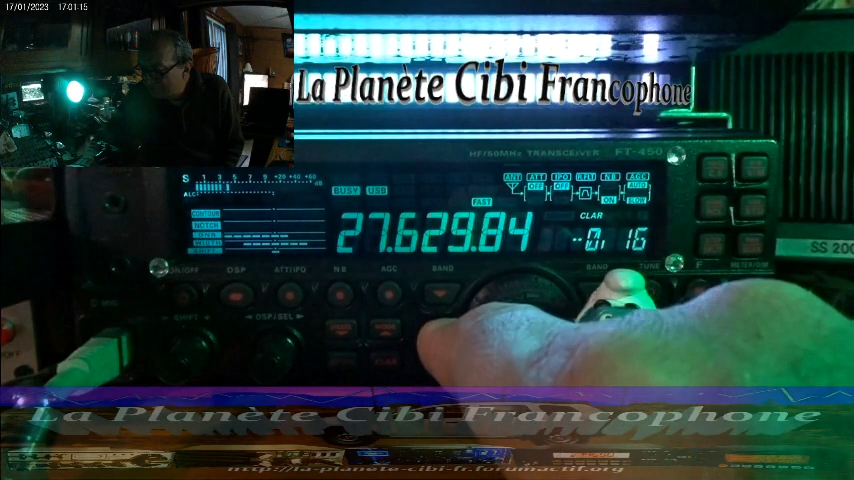 17/01/2023 17:01:15
La Planète Cibi Francophone
HF/50MHz TRANSCEIVER FT-450
S 1 3 5 7 9 +20 +40 +60 dB
ALC
BUSY USB
ANT ATT IPO R.FLT NB AGC
OFF OFF ON AUTO SLOW
FAST
CONTOUR
NOTCH
DNR
WIDTH
SHIFT
27.629.84
CLAR
16
SS 200
ON/OFF DSP ATT/IPO NB AGC BAND BAND TUNE F METER/DIM
SHIFT DSP/SEL
MODE MODE
OFF
La Planète Cibi Francophone
http://la-planete-cibi-fr.forumactif.org